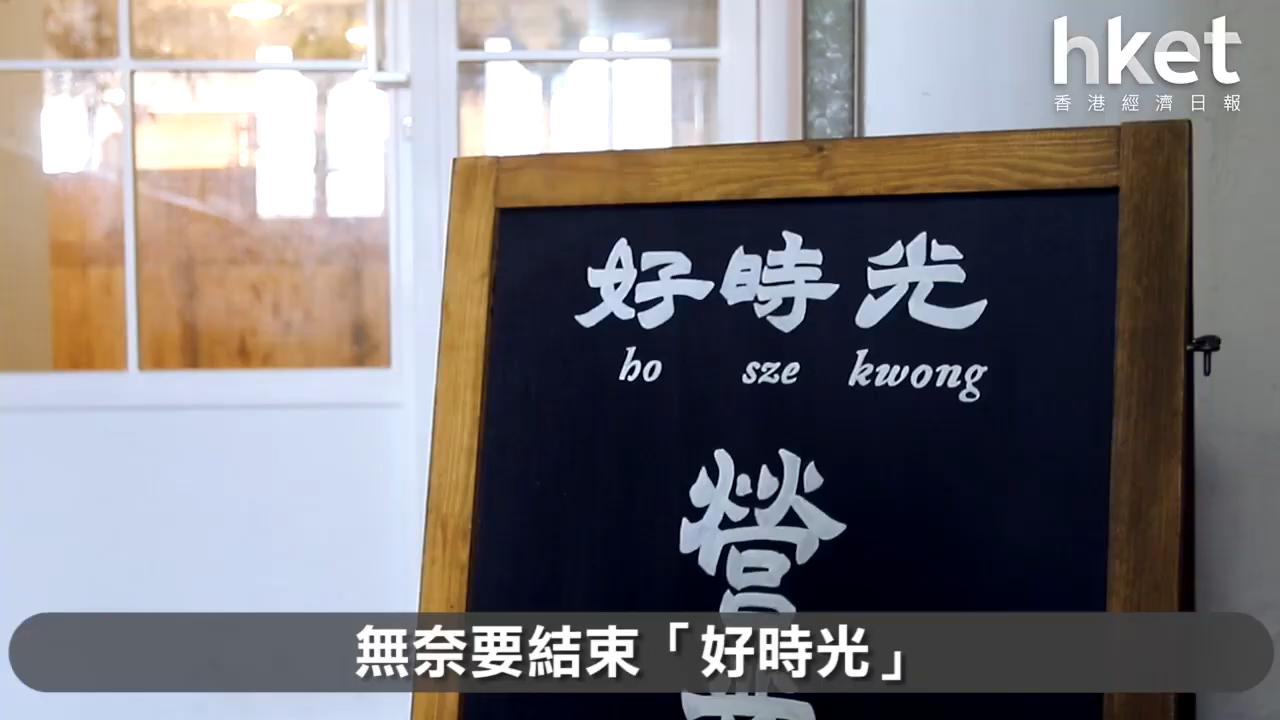 hket
香港經濟日報
好時光
ho sze kwong
營
無奈要結束「好時光」